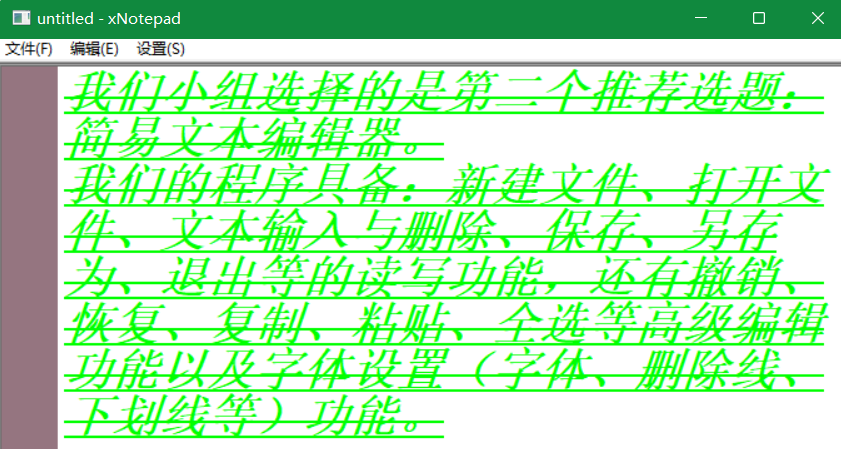 untitled - xNotepad
文件(F) 编辑(E) 设置(S)
我们小组选择的是第二个推荐选题：
简易文本编辑器。
我们的程序具备：新建文件、打开文
件、文本输入与删除、保存、另存
为、退出等的读写功能，还有撤销、
恢复、复制、粘贴、全选等高级编辑
功能以及字体设置（字体、删除线、
下划线等）功能。